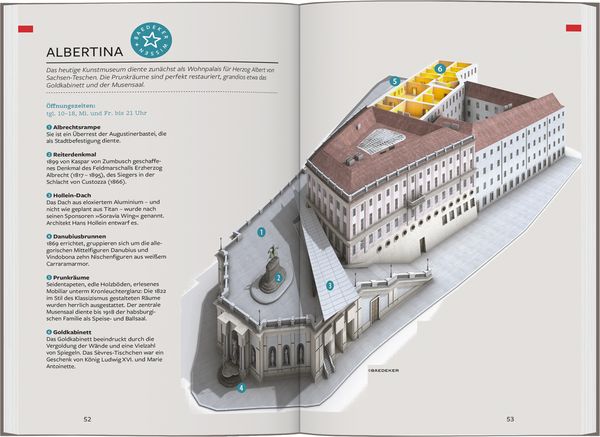 ALBERTINA
BAEDEKER
WISSEN
Das heutige Kunstmuseum diente zunächst als Wohnpalais für Herzog Albert von
Sachsen-Teschen. Die Prunkräume sind perfekt restauriert, grandios etwa das
Goldkabinett und der Musensaal.
Öffnungszeiten:
tgl. 10–18, Mi. und Fr. bis 21 Uhr
1 Albrechtsrampe
Sie ist ein Überrest der Augustinerbastei, die
als Stadtbefestigung diente.
2 Reiterdenkmal
1899 von Kaspar von Zumbusch geschaffe-
nes Denkmal des Feldmarschalls Erzherzog
Albrecht (1817–1895), des Siegers in der
Schlacht von Custozza (1866).
3 Hollein-Dach
Das Dach aus eloxiertem Aluminium – und
nicht wie geplant aus Titan – wurde nach
seinen Sponsoren »Soravia Wing« genannt.
Architekt Hans Hollein entwarf es.
4 Danubiusbrunnen
1869 errichtet, gruppieren sich um die alle-
gorischen Mittelfiguren Danubius und
Vindobona zehn Nischenfiguren aus weißem
Carraramarmor.
5 Prunkräume
Seidentapeten, edle Holzböden, erlesenes
Mobiliar unterm Kronleuchterglanz: Die 1822
im Stil des Klassizismus gestalteten Räume
wurden herrlich ausgestattet. Der zentrale
Musensaal diente bis 1918 der habsburgi-
schen Familie als Speise- und Ballsaal.
6 Goldkabinett
Das Goldkabinett beeindruckt durch die
Vergoldung der Wände und eine Vielzahl
von Spiegeln. Das Sèvres-Tischchen war ein
Geschenk von König Ludwig XVI. und Marie
Antoinette.
52
5
6
1
2
3
4
BAEDEKER
53